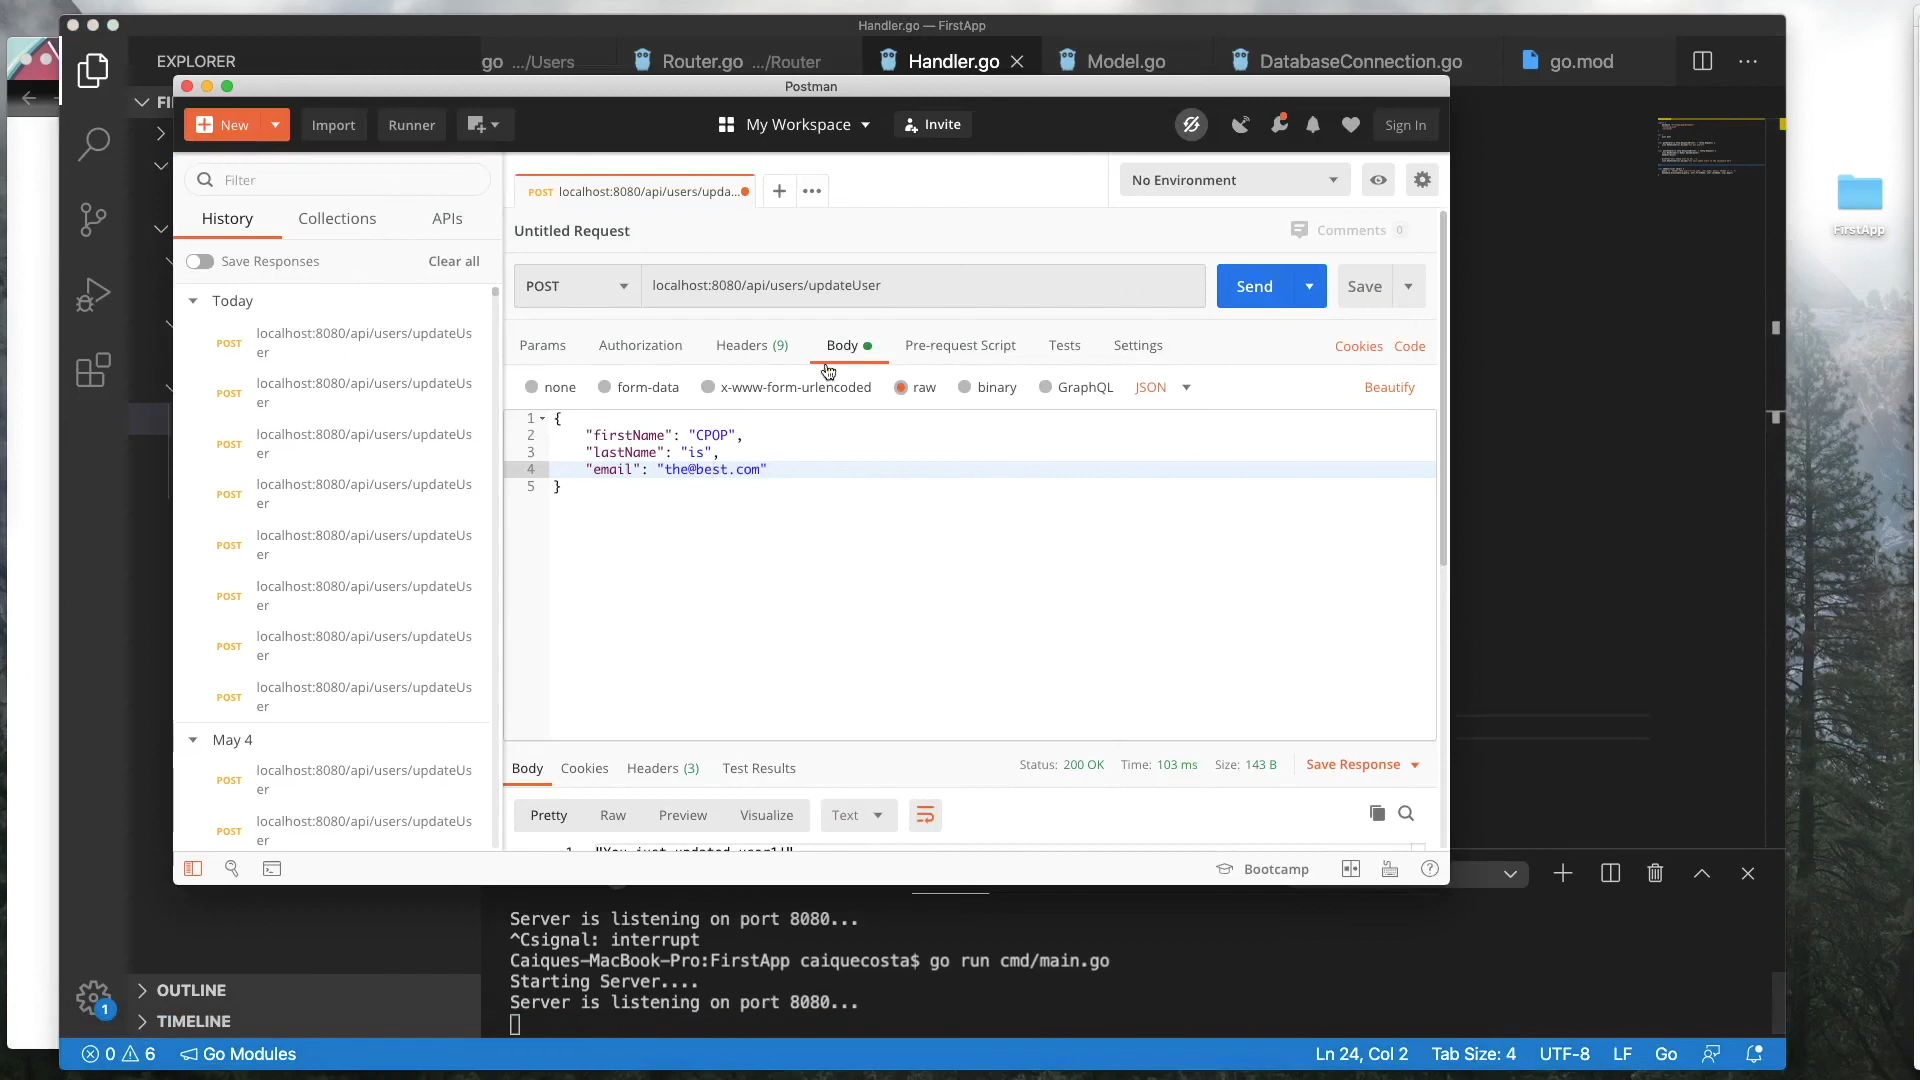 Handler.go — FirstApp
EXPLORER
go .../Users
Router.go .../Router
Handler.go
Model.go
DatabaseConnection.go
go.mod
Postman
New
Import
Runner
My Workspace
Invite
Sign In
Filter
POST localhost:8080/api/users/upda...
No Environment
History
Collections
APIs
Untitled Request
Comments 0
Save Responses
Clear all
POST
localhost:8080/api/users/updateUser
Send
Save
Today
POST localhost:8080/api/users/updateUs
er
POST localhost:8080/api/users/updateUs
er
POST localhost:8080/api/users/updateUs
er
POST localhost:8080/api/users/updateUs
er
POST localhost:8080/api/users/updateUs
er
POST localhost:8080/api/users/updateUs
er
POST localhost:8080/api/users/updateUs
er
POST localhost:8080/api/users/updateUs
er
May 4
POST localhost:8080/api/users/updateUs
er
POST localhost:8080/api/users/updateUs
er
Params
Authorization
Headers (9)
Body
Pre-request Script
Tests
Settings
Cookies
Code
none
form-data
x-www-form-urlencoded
raw
binary
GraphQL
JSON
Beautify
1 {
2 "firstName": "CPOP",
3 "lastName": "is",
4 "email": "the@best.com"
5 }
Body
Cookies
Headers (3)
Test Results
Status: 200 OK
Time: 103 ms
Size: 143 B
Save Response
Pretty
Raw
Preview
Visualize
Text
1 "You just updated user1!"
Bootcamp
Server is listening on port 8080...
^Csignal: interrupt
Caiques-MacBook-Pro:FirstApp caiquecosta$ go run cmd/main.go
Starting Server....
Server is listening on port 8080...
OUTLINE
TIMELINE
1
0
6
Go Modules
Ln 24, Col 2
Tab Size: 4
UTF-8
LF
Go
FirstApp